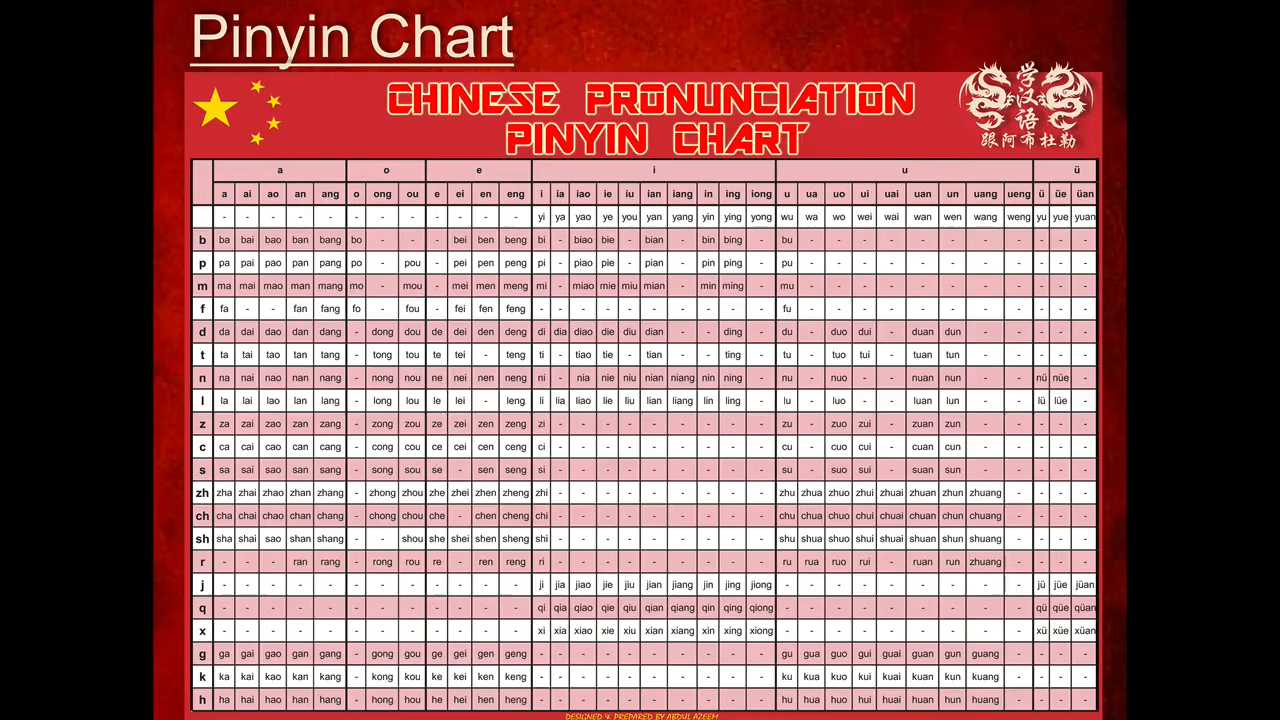 Pinyin Chart
CHINESE PRONUNCIATION
PINYIN CHART
学
汉
语
跟阿布杜勒
a o e i u ü
a ai ao an ang o ong ou e ei en eng i ia iao ie iu ian iang in ing iong u ua uo ui uai uan un uang ueng ü üe üan
- - - - - - - - - - - - yi ya yao ye you yan yang yin ying yong wu wa wo wei wai wan wen wang weng yu yue yuan
b ba bai bao ban bang bo - - - bei ben beng bi - biao bie - bian - bin bing - bu - - - - - - - - - - -
p pa pai pao pan pang po - pou - pei pen peng pi - piao pie - pian - pin ping - pu - - - - - - - - - - -
m ma mai mao man mang mo - mou - mei men meng mi - miao mie miu mian - min ming - mu - - - - - - - - - - -
f fa - - fan fang fo - fou - fei fen feng - - - - - - - - - - fu - - - - - - - - - - -
d da dai dao dan dang - dong dou de dei den deng di dia diao die diu dian - - ding - du - duo dui - duan dun - - - - -
t ta tai tao tan tang - tong tou te tei - teng ti - tiao tie - tian - - ting - tu - tuo tui - tuan tun - - - - -
n na nai nao nan nang - nong nou ne nei nen neng ni - nia nie niu nian niang nin ning - nu - nuo - - nuan nun - - nü nüe -
l la lai lao lan lang - long lou le lei - leng li lia liao lie liu lian liang lin ling - lu - luo - - luan lun - - lü lüe -
z za zai zao zan zang - zong zou ze zei zen zeng zi - - - - - - - - - zu - zuo zui - zuan zun - - - - -
c ca cai cao can cang - cong cou ce cei cen ceng ci - - - - - - - - - cu - cuo cui - cuan cun - - - - -
s sa sai sao san sang - song sou se - sen seng si - - - - - - - - - su - suo sui - suan sun - - - - -
zh zha zhai zhao zhan zhang - zhong zhou zhe zhei zhen zheng zhi - - - - - - - - - zhu zhua zhuo zhui zhuai zhuan zhun zhuang - - - -
ch cha chai chao chan chang - chong chou che - chen cheng chi - - - - - - - - - chu chua chuo chui chuai chuan chun chuang - - - -
sh sha shai sao shan shang - - shou she shei shen sheng shi - - - - - - - - - shu shua shuo shui shuai shuan shun shuang - - - -
r - - - ran rang - rong rou re - ren reng ri - - - - - - - - - ru rua ruo rui - ruan run zhuang - - - -
j - - - - - - - - - - - - ji jia jiao jie jiu jian jiang jin jing jiong - - - - - - - - - jü jüe jüan
q - - - - - - - - - - - - qi qia qiao qie qiu qian qiang qin qing qiong - - - - - - - - - qü qüe qüan
x - - - - - - - - - - - - xi xia xiao xie xiu xian xiang xin xing xiong - - - - - - - - - xü xüe xüan
g ga gai gao gan gang - gong gou ge gei gen geng - - - - - - - - - - gu gua guo gui guai guan gun guang - - - -
k ka kai kao kan kang - kong kou ke kei ken keng - - - - - - - - - - ku kua kuo kui kuai kuan kun kuang - - - -
h ha hai hao han hang - hong hou he hei hen heng - - - - - - - - - - hu hua huo hui huai huan hun huang - - - -
DESIGNED & PREPARED BY ABDUL AZEEM